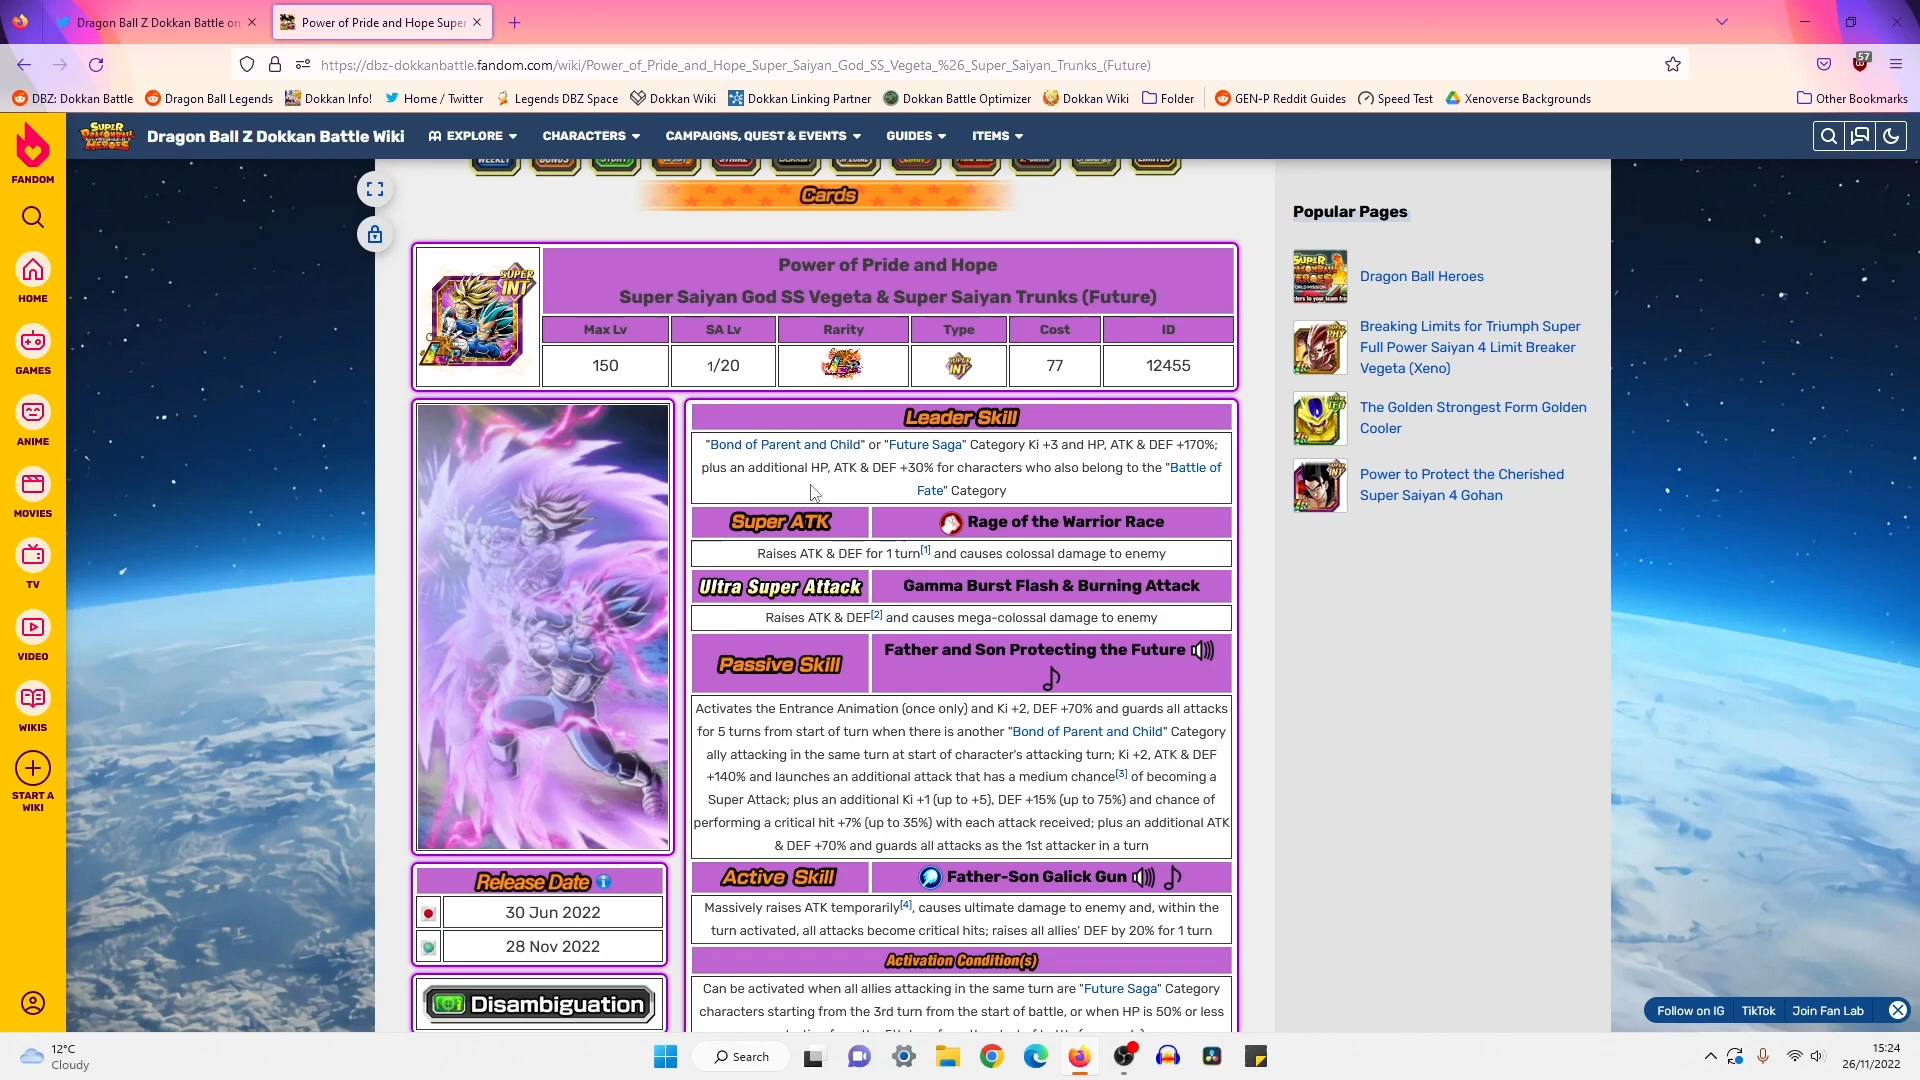 Dragon Ball Z Dokkan Battle on
Power of Pride and Hope Super
https://dbz-dokkanbattle.fandom.com/wiki/Power_of_Pride_and_Hope_Super_Saiyan_God_SS_Vegeta_%26_Super_Saiyan_Trunks_(Future)
57
DBZ: Dokkan Battle
Dragon Ball Legends
Dokkan Info!
Home / Twitter
Legends DBZ Space
Dokkan Wiki
Dokkan Linking Partner
Dokkan Battle Optimizer
Dokkan Wiki
Folder
GEN-P Reddit Guides
Speed Test
Xenoverse Backgrounds
Other Bookmarks
Dragon Ball Z Dokkan Battle Wiki
EXPLORE
CHARACTERS
CAMPAIGNS, QUEST & EVENTS
GUIDES
ITEMS
FANDOM
HOME
GAMES
ANIME
MOVIES
TV
VIDEO
WIKIS
START A
WIKI
Cards
SUPER
INT
Power of Pride and Hope
Super Saiyan God SS Vegeta & Super Saiyan Trunks (Future)
Max Lv
SA Lv
Rarity
Type
Cost
ID
150
1/20
SUPER
INT
77
12455
Leader Skill
"Bond of Parent and Child" or "Future Saga" Category Ki +3 and HP, ATK & DEF +170%;
plus an additional HP, ATK & DEF +30% for characters who also belong to the "Battle of
Fate" Category
Super ATK
Rage of the Warrior Race
Raises ATK & DEF for 1 turn[1] and causes colossal damage to enemy
Ultra Super Attack
Gamma Burst Flash & Burning Attack
Raises ATK & DEF[2] and causes mega-colossal damage to enemy
Passive Skill
Father and Son Protecting the Future
Activates the Entrance Animation (once only) and Ki +2, DEF +70% and guards all attacks
for 5 turns from start of turn when there is another "Bond of Parent and Child" Category
ally attacking in the same turn at start of character's attacking turn; Ki +2, ATK & DEF
+140% and launches an additional attack that has a medium chance[3] of becoming a
Super Attack; plus an additional Ki +1 (up to +5), DEF +15% (up to 75%) and chance of
performing a critical hit +7% (up to 35%) with each attack received; plus an additional ATK
& DEF +70% and guards all attacks as the 1st attacker in a turn
Active Skill
Father-Son Galick Gun
Massively raises ATK temporarily[4], causes ultimate damage to enemy and, within the
turn activated, all attacks become critical hits; raises all allies' DEF by 20% for 1 turn
Activation Condition(s)
Can be activated when all allies attacking in the same turn are "Future Saga" Category
characters starting from the 3rd turn from the start of battle, or when HP is 50% or less
Release Date
30 Jun 2022
28 Nov 2022
Disambiguation
Popular Pages
Dragon Ball Heroes
Breaking Limits for Triumph Super
Full Power Saiyan 4 Limit Breaker
Vegeta (Xeno)
The Golden Strongest Form Golden
Cooler
Power to Protect the Cherished
Super Saiyan 4 Gohan
Follow on IG
TikTok
Join Fan Lab
12°C
Cloudy
Search
15:24
26/11/2022